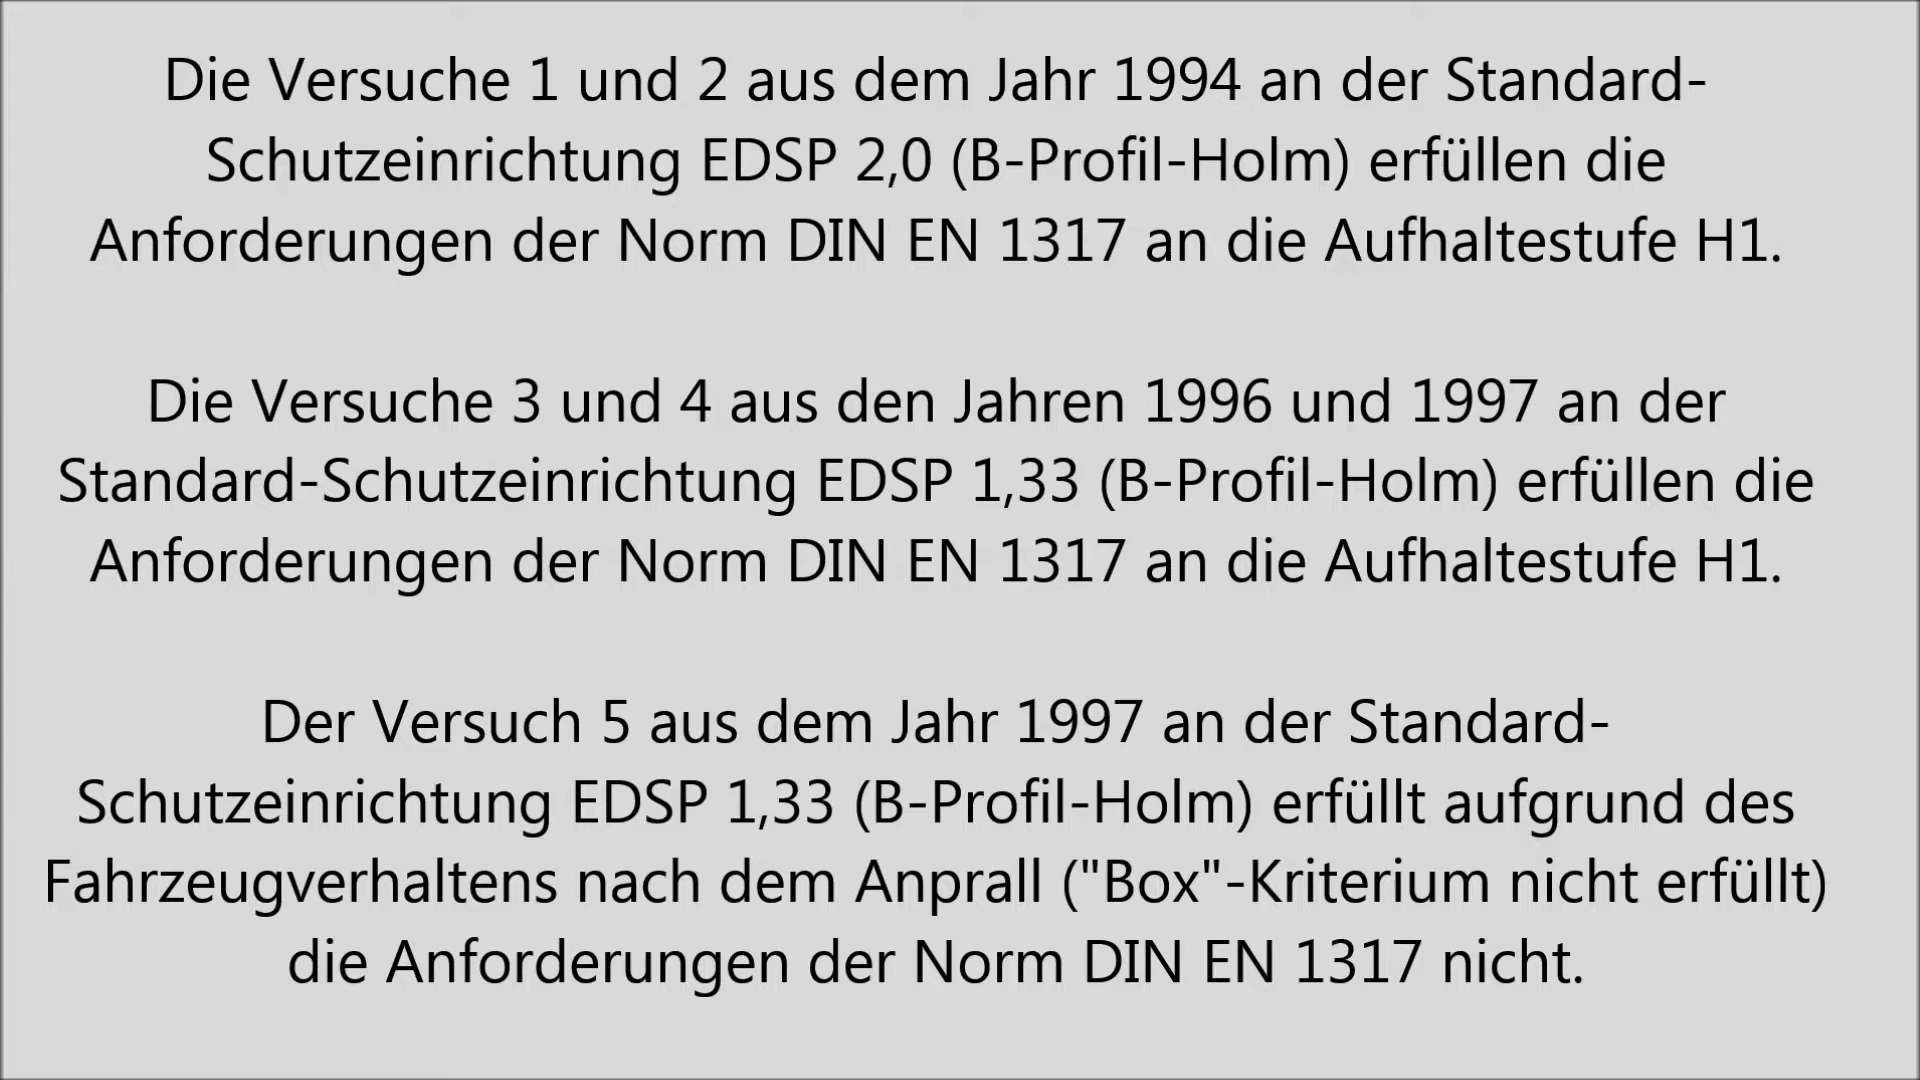 Die Versuche 1 und 2 aus dem Jahr 1994 an der Standard-
Schutzeinrichtung EDSP 2,0 (B-Profil-Holm) erfüllen die
Anforderungen der Norm DIN EN 1317 an die Aufhaltestufe H1.
Die Versuche 3 und 4 aus den Jahren 1996 und 1997 an der
Standard-Schutzeinrichtung EDSP 1,33 (B-Profil-Holm) erfüllen die
Anforderungen der Norm DIN EN 1317 an die Aufhaltestufe H1.
Der Versuch 5 aus dem Jahr 1997 an der Standard-
Schutzeinrichtung EDSP 1,33 (B-Profil-Holm) erfüllt aufgrund des
Fahrzeugverhaltens nach dem Anprall ("Box"-Kriterium nicht erfüllt)
die Anforderungen der Norm DIN EN 1317 nicht.